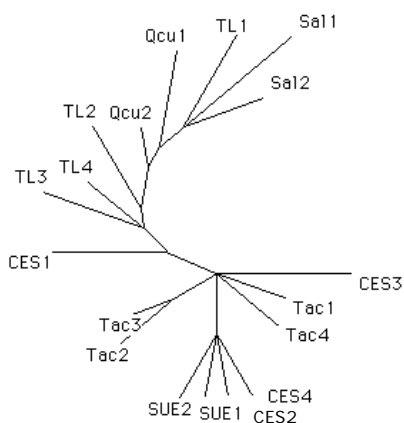 Sal1
TL1
Qcu1
Sal2
TL2
Qcu2
TL4
TL3
CES1
CES3
Tac1
Tac3
Tac4
Tac2
CES4
SUE2
SUE1
CES2